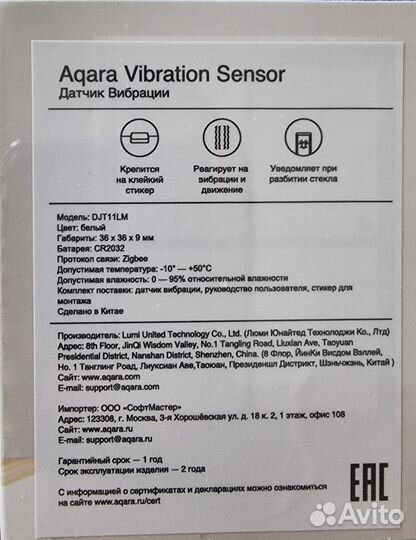 Aqara Vibration Sensor
Датчик Вибрации
Крепится
на клейкий
стикер
Реагирует на
вибрации и
движение
Уведомляет при
разбитии стекла
Модель: DJT11LM
Цвет: белый
Габариты: 36 х 36 х 9 мм
Батарея: CR2032
Протокол связи: Zigbee
Допустимая температура: -10° — +50°C
Допустимая влажность: 0 — 95% относительной влажности
Комплект поставки: датчик вибрации, руководство пользователя, стикер для
монтажа
Сделано в Китае
Производитель: Lumi United Technology Co., Ltd. (Люми Юнайтед Технолоджи Ко., Лтд)
Адрес: 8th Floor, JinQi Wisdom Valley, No.1 Tangling Road, Liuxian Ave, Taoyuan
Presidential District, Nanshan District, Shenzhen, China. (8 Флор, ЙинКи Висдом Вэллей,
Но. 1 Танглинг Роад, Лиуксиан Аве,Таоюан, Президеншл Дистрикт, Шэньчжэнь, Китай )
Сайт: www.aqara.com
E-mail: support@aqara.com
Импортер: ООО «СофтМастер»
Адрес: 123308, г. Москва, 3-я Хорошёвская ул. д. 18 к. 2, 1 этаж, офис 108
Сайт: www.aqara.ru
E-mail: support@aqara.ru
Гарантийный срок — 1 год
Срок эксплуатации изделия — 2 года
С информацией о сертификатах и декларациях можно ознакомиться
на сайте www.aqara.ru/cert
EAC
Avito